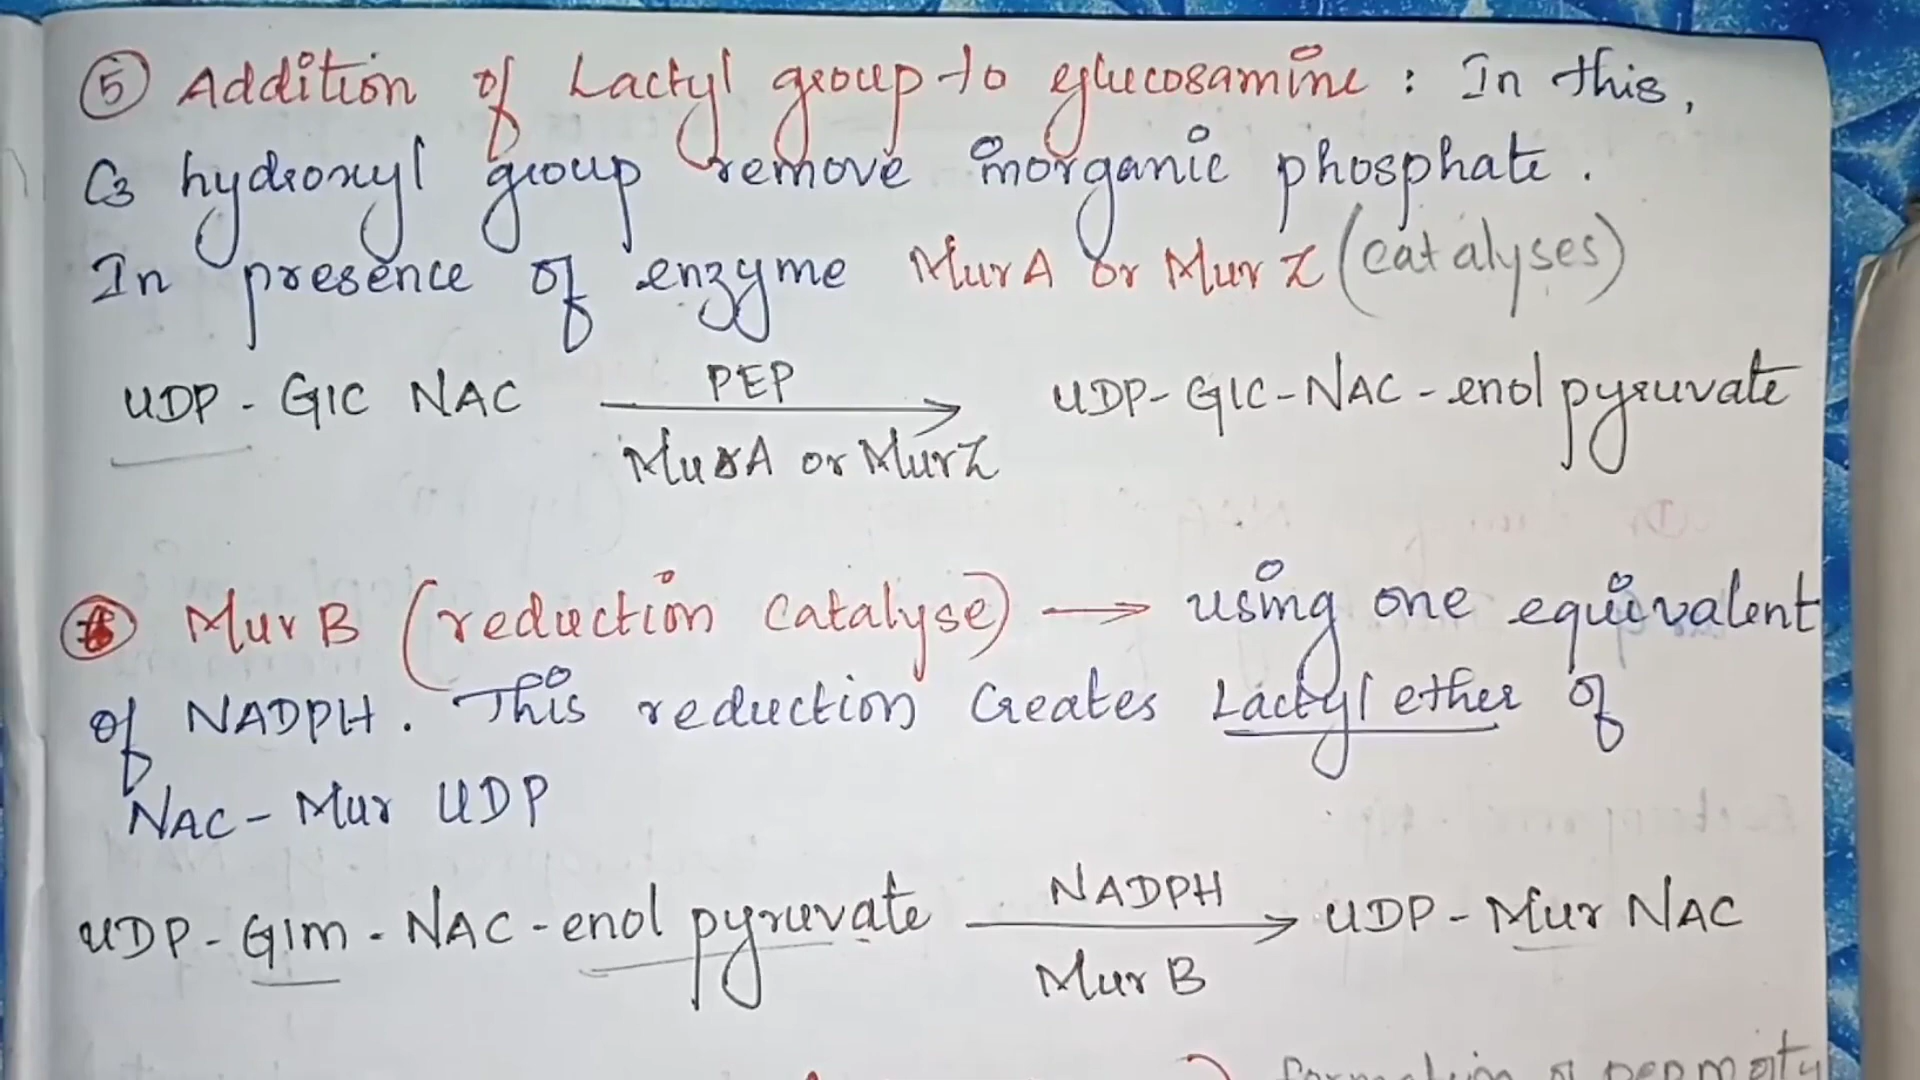 ⑤ Addition of Lactyl group to glucosamine : In this,
C3 hydroxyl group remove inorganic phosphate.
In presence of enzyme MurA or MurZ (catalyses)
UDP - GlC NAC PEP UDP- GlC-NAC - enol pyruvate
MurA or MurZ
Mur B (reduction catalyse) → using one equivalent
of NADPH. This reduction creates Lactyl ether of
NAC- Mur UDP
UDP - Glm - NAC - enol pyruvate NADPH UDP - Mur NAC
Mur B